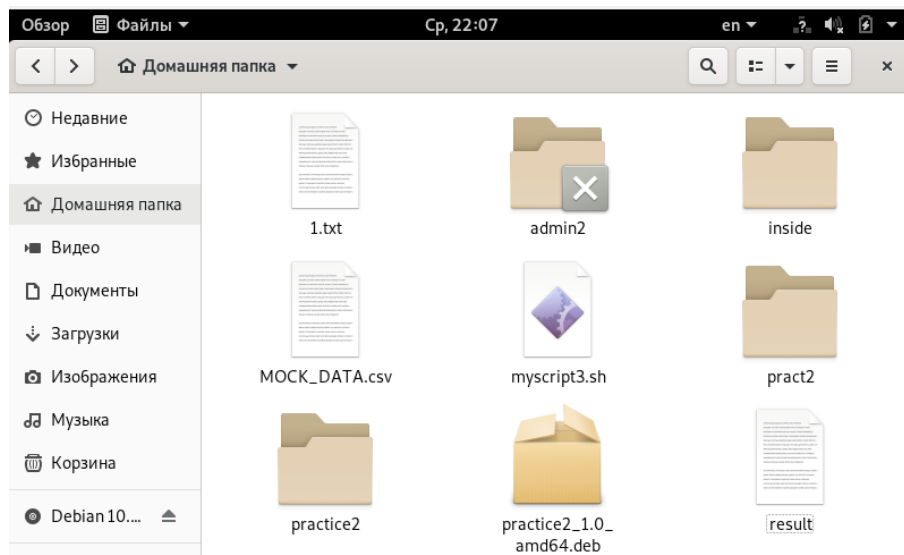 Обзор Файлы Ср, 22:07 en
Домашняя папка
Недавние
Избранные
Домашняя папка
Видео
Документы
Загрузки
Изображения
Музыка
Корзина
Debian 10....
1.txt
admin2
inside
MOCK_DATA.csv
myscript3.sh
pract2
practice2
practice2_1.0_
amd64.deb
result